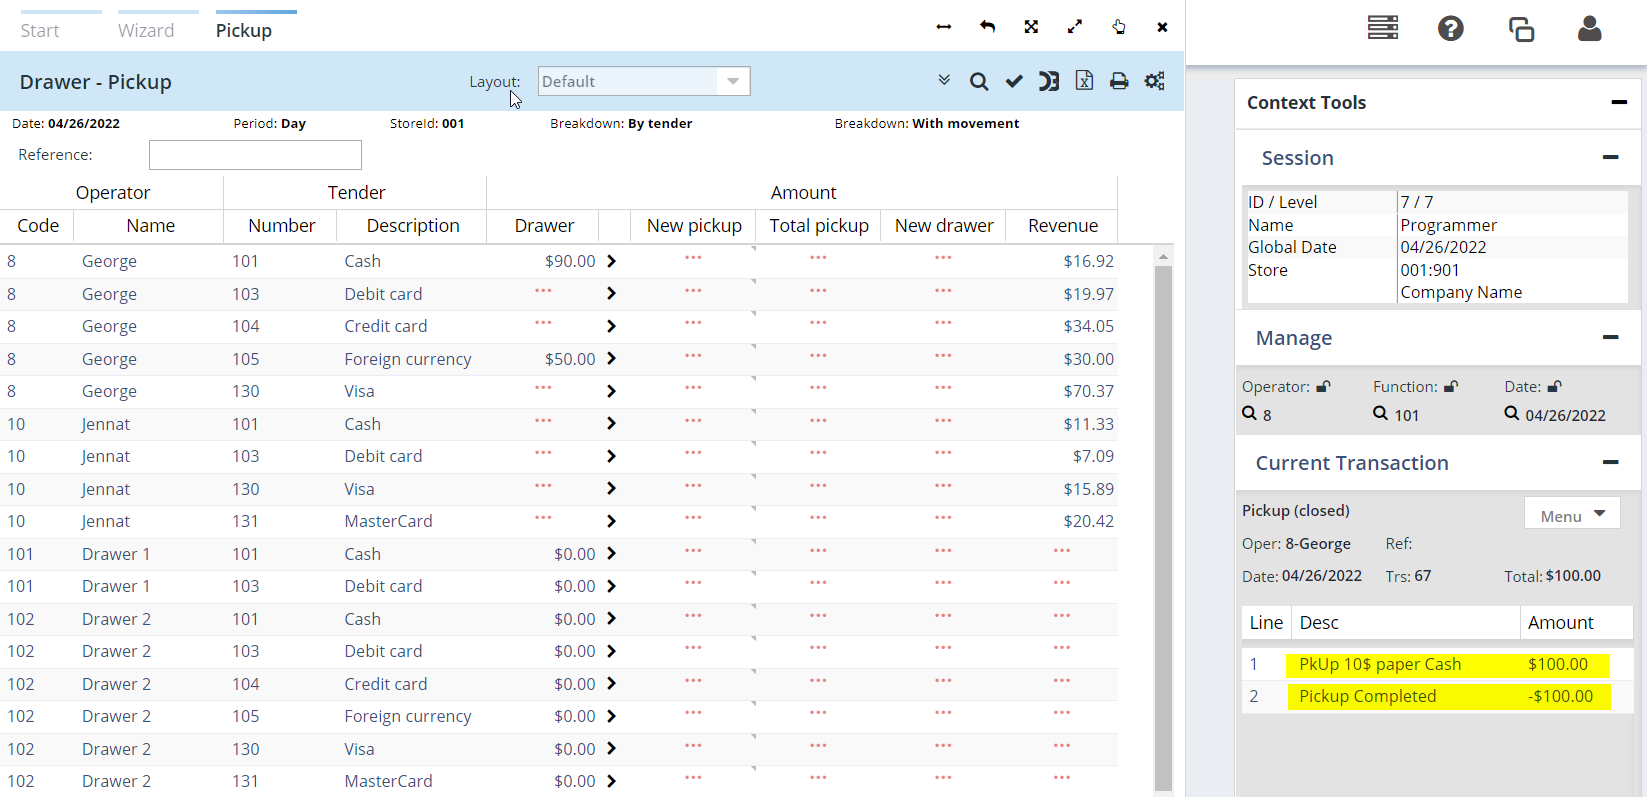 Start Wizard Pickup
Drawer - Pickup Layout: Default
Date: 04/26/2022 Period: Day StoreId: 001 Breakdown: By tender Breakdown: With movement
Reference:
Operator Tender Amount
Code Name Number Description Drawer New pickup Total pickup New drawer Revenue
8 George 101 Cash $90.00 ••• ••• ••• $16.92
8 George 103 Debit card ••• ••• ••• ••• $19.97
8 George 104 Credit card ••• ••• ••• ••• $34.05
8 George 105 Foreign currency $50.00 ••• ••• ••• $30.00
8 George 130 Visa ••• ••• ••• ••• $70.37
10 Jennat 101 Cash ••• ••• ••• ••• $11.33
10 Jennat 103 Debit card ••• ••• ••• ••• $7.09
10 Jennat 130 Visa ••• ••• ••• ••• $15.89
10 Jennat 131 MasterCard ••• ••• ••• ••• $20.42
101 Drawer 1 101 Cash $0.00 ••• ••• ••• •••
101 Drawer 1 103 Debit card $0.00 ••• ••• ••• •••
102 Drawer 2 101 Cash $0.00 ••• ••• ••• •••
102 Drawer 2 103 Debit card $0.00 ••• ••• ••• •••
102 Drawer 2 104 Credit card $0.00 ••• ••• ••• •••
102 Drawer 2 105 Foreign currency $0.00 ••• ••• ••• •••
102 Drawer 2 130 Visa $0.00 ••• ••• ••• •••
102 Drawer 2 131 MasterCard $0.00 ••• ••• ••• •••
Context Tools
Session
ID / Level 7 / 7
Name Programmer
Global Date 04/26/2022
Store 001:901
Company Name
Manage
Operator: Function: Date:
8 101 04/26/2022
Current Transaction
Pickup (closed) Menu
Oper: 8-George Ref:
Date: 04/26/2022 Trs: 67 Total: $100.00
Line Desc Amount
1 PkUp 10$ paper Cash $100.00
2 Pickup Completed -$100.00